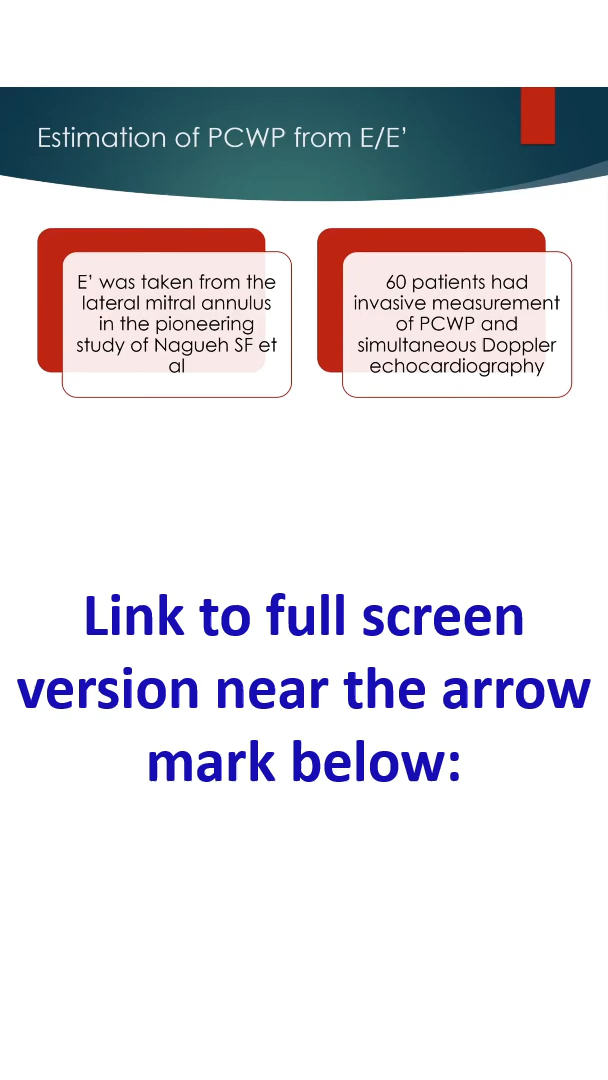 Estimation of PCWP from E/E’
E’ was taken from the
lateral mitral annulus
in the pioneering
study of Nagueh SF et
al
60 patients had
invasive measurement
of PCWP and
simultaneous Doppler
echocardiography
Link to full screen
version near the arrow
mark below: